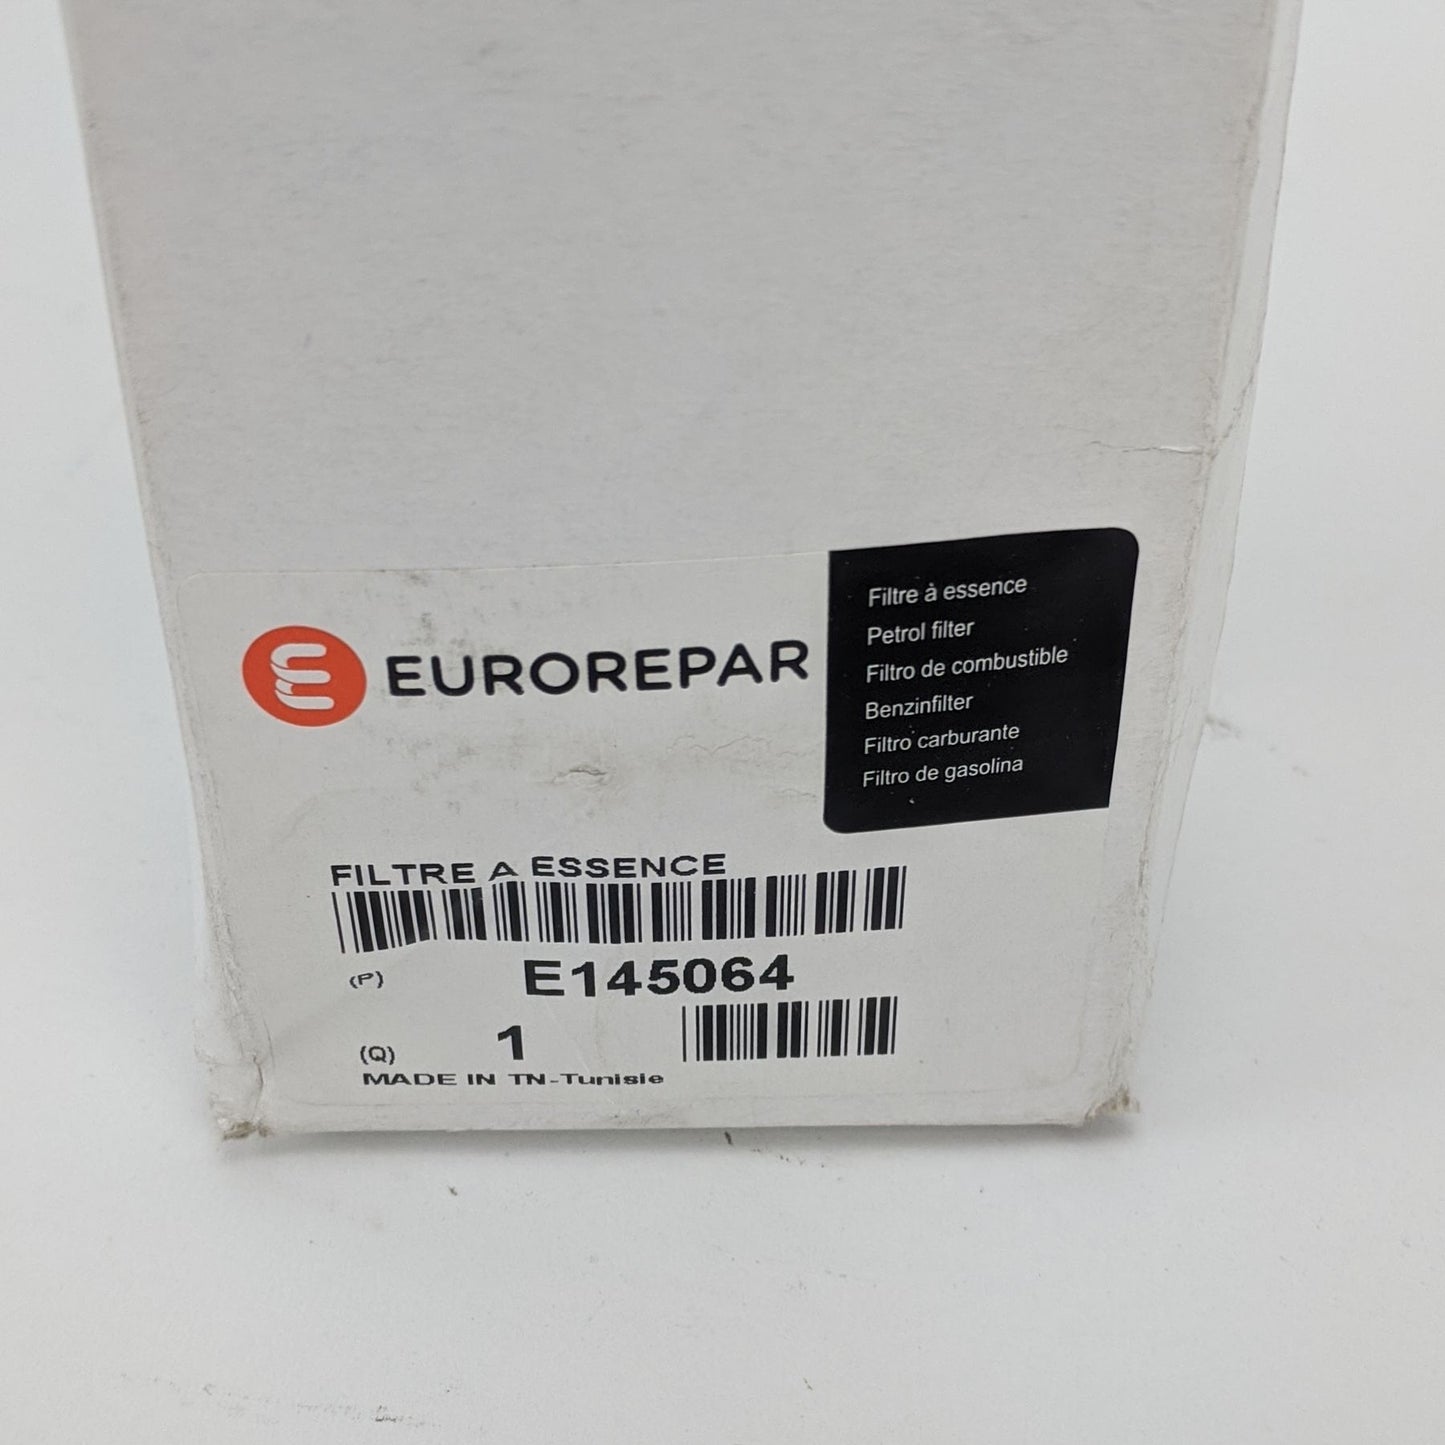 EUROREPAR
Filtre à essence
Petrol filter
Filtro de combustible
Benzinfilter
Filtro carburante
Filtro de gasolina
FILTRE A ESSENCE
(P) E145064
(Q) 1
MADE IN TN-Tunisie